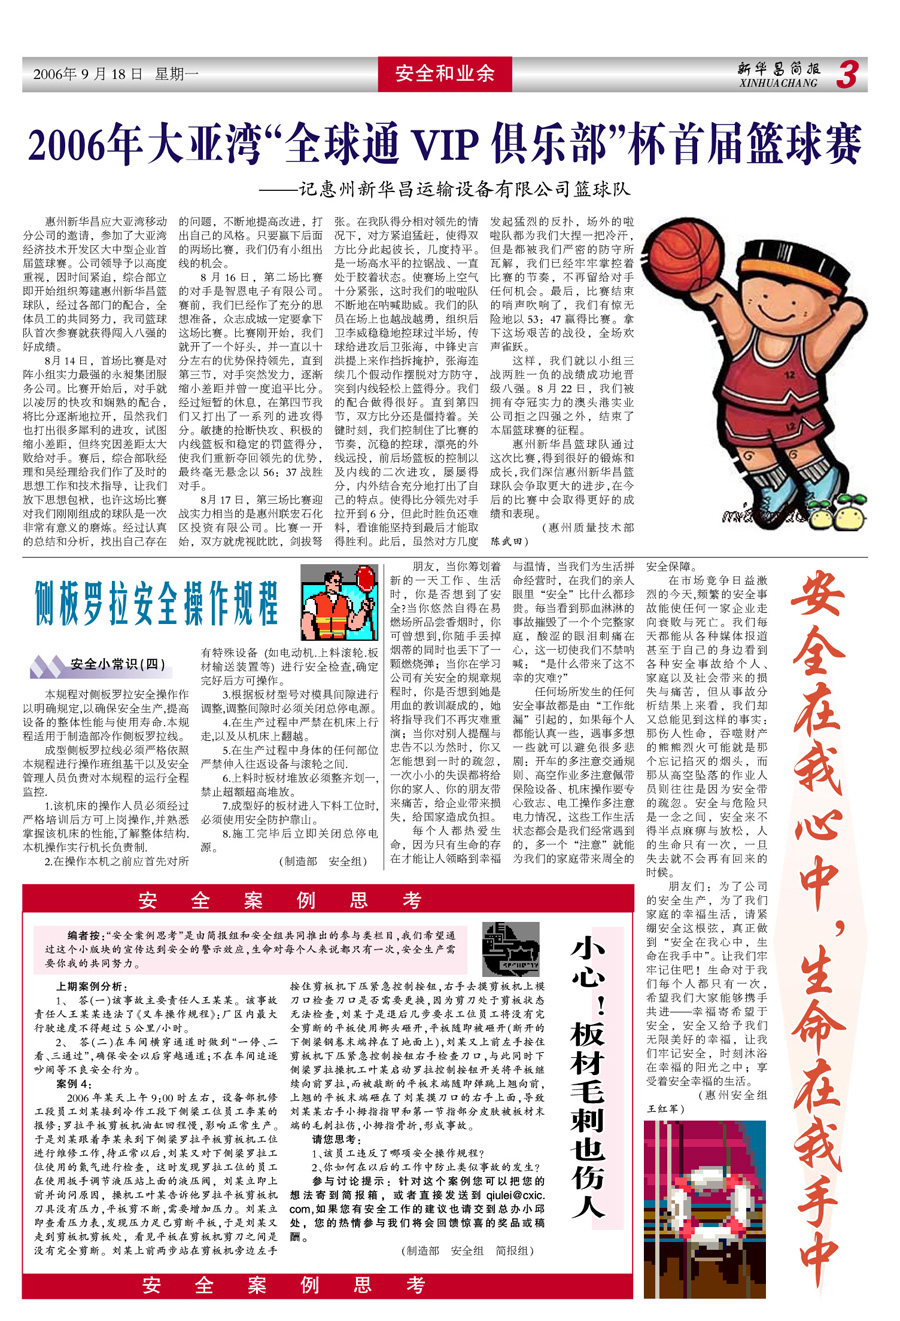 2006年 9 月 18 日 星期一
安全和业余
新华昌简报
XINHUACHANG
3
2006年大亚湾“全球通 VIP 俱乐部”杯首届篮球赛
——记惠州新华昌运输设备有限公司篮球队
惠州新华昌应大亚湾移动
分公司的邀请，参加了大亚湾
经济技术开发区大中型企业首
届篮球赛。公司领导予以高度
重视，因时间紧迫，综合部立
即开始组织筹建惠州新华昌篮
球队，经过各部门的配合，全
体员工的共同努力，我司篮球
队首次参赛就获得闯入八强的
好成绩。
8月 14 日，首场比赛是对
阵小组实力最强的永昶集团服
务公司。比赛开始后，对手就
以凌厉的快攻和娴熟的配合，
将比分逐渐地拉开，虽然我们
也打出很多犀利的进攻，试图
缩小差距，但终究因差距太大
败给对手。赛后，综合部耿经
理和吴经理给我们作了及时的
思想工作和技术指导，让我们
放下思想包袱，也许这场比赛
对我们刚刚组成的球队是一次
非常有意义的磨炼。经过认真
的总结和分析，找出自己存在
的问题，不断地提高改进，打
出自己的风格。只要赢下后面
的两场比赛，我们仍有小组出
线的机会。
8 月 16 日，第二场比赛
的对手是智恩电子有限公司。
赛前，我们已经作了充分的思
想准备，众志成城一定要拿下
这场比赛。比赛刚开始，我们
就开了一个好头，并一直以十
分左右的优势保持领先，直到
第三节，对手突然发力，逐渐
缩小差距并曾一度追平比分。
经过短暂的休息，在第四节我
们又打出了一系列的进攻得
分。敏捷的抢断快攻、积极的
内线篮板和稳定的罚篮得分，
使我们重新夺回领先的优势，
最终毫无悬念以 56：37 战胜
对手。
8月 17 日，第三场比赛迎
战实力相当的是惠州联宏石化
区投资有限公司。比赛一开
始，双方就虎视眈眈，剑拔弩
张。在我队得分相对领先的情
况下，对方紧追猛赶，使得双
方比分此起彼长，几度持平。
是一场高水平的拉锯战，一直
处于胶着状态。使赛场上空气
十分紧张，这时我们的啦啦队
不断地在呐喊助威。我们的队
员在场上也越战越勇，组织后
卫李威稳稳地控球过半场，传
球给进攻后卫张海，中锋史言
洪提上来作挡拆掩护，张海连
续几个假动作摆脱对方防守，
突到内线轻松上篮得分。我们
的配合做得很好。直到第四
节，双方比分还是僵持着。关
键时刻，我们控制住了比赛的
节奏，沉稳的控球，漂亮的外
线远投，前后场篮板的控制以
及内线的二次进攻，屡屡得
分，内外结合充分地打出了自
己的特点。使得比分领先对手
拉开到 6 分，但此时胜负还难
料，看谁能坚持到最后才能取
得胜利。此后，虽然对方几度
发起猛烈的反扑，场外的啦
啦队都为我们大捏一把冷汗，
但是都被我们严密的防守所
瓦解，我们已经牢牢掌控着
比赛的节奏，不再留给对手
任何机会。最后，比赛结束
的哨声吹响了，我们有惊无
险地以 53：47 赢得比赛。拿
下这场艰苦的战役，全场欢
声雀跃。
这样，我们就以小组三
战两胜一负的战绩成功地晋
级八强。8 月 22 日，我们被
拥有夺冠实力的澳头港实业
公司拒之四强之外，结束了
本届篮球赛的征程。
惠州新华昌篮球队通过
这次比赛,得到很好的锻炼和
成长,我们深信惠州新华昌篮
球队会争取更大的进步,在今
后的比赛中会取得更好的成
绩和表现。
(惠州质量技术部
陈武田)
12
12
侧板罗拉安全操作规程
安全小常识(四)
本规程对侧板罗拉安全操作作
以明确规定,以确保安全生产,提高
设备的整体性能与使用寿命.本规
程适用于制造部冷作侧板罗拉线。
成型侧板罗拉线必须严格依照
本规程进行操作班组基于以及安全
管理人员负责对本规程的运行全程
监控.
1.该机床的操作人员必须经过
严格培训后方可上岗操作,并熟悉
掌握该机床的性能,了解整体结构.
本机操作实行机长负责制.
2.在操作本机之前应首先对所
有特殊设备 (如电动机.上料滚轮.板
材输送装置等) 进行安全检查,确定
完好后方可操作。
3.根据板材型号对模具间隙进行
调整,调整间隙时必须关闭总停电源。
4.在生产过程中严禁在机床上行
走,以及从机床上翻越。
5.在生产过程中身体的任何部位
严禁伸入往返设备与滚轮之间.
6.上料时板材堆放必须整齐划一,
禁止超额超高堆放。
7.成型好的板材进入下料工位时,
必须使用安全防护靠山。
8.施工完毕后立即关闭总停电
源。
(制造部 安全组)
朋友，当你筹划着
新的一天工作、生活
时，你是否想到了安
全?当你悠然自得在易
燃场所品尝香烟时，你
可曾想到,你随手丢掉
烟蒂的同时也丢下了一
颗燃烧弹；当你在学习
公司有关安全的规章规
程时，你是否想到她是
用血的教训凝成的，她
将指导我们不再灾难重
演；当你对别人提醒与
忠告不以为然时，你又
怎能想到一时的疏忽，
一次小小的失误都将给
你的家人、你的朋友带
来痛苦，给企业带来损
失，给国家造成负担。
每个人都热爱生
命，因为只有生命的存
在才能让人领略到幸福
与温情，当我们为生活拼
命经营时，在我们的亲人
眼里“安全”比什么都珍
贵。每当看到那血淋淋的
事故摧毁了一个个完整家
庭，酸涩的眼泪刺痛在
心，这一切使我们不禁呐
喊：“是什么带来了这不
幸的灾难?”
任何场所发生的任何
安全事故都是由“工作纰
漏”引起的，如果每个人
都能认真一些，遇事多想
一些就可以避免很多悲
剧：开车的多注意交通规
则、高空作业多注意佩带
保险设备、机床操作要专
心致志、电工操作多注意
电力情况，这些工作生活
状态都会是我们经常遇到
的，多一个“注意”就能
为我们的家庭带来周全的
安全保障。
在市场竞争日益激
烈的今天,频繁的安全事
故能使任何一家企业走
向衰败与死亡。我们每
天都能从各种媒体报道
甚至于自己的身边看到
各种安全事故给个人、
家庭以及社会带来的损
失与痛苦，但从事故分
析结果上来看，我们却
又总能见到这样的事实：
那伤人性命，吞噬财产
的熊熊烈火可能就是那
个忘记掐灭的烟头，而
那从高空坠落的作业人
员则往往是因为安全带
的疏忽。安全与危险只
是一念之间，安全来不
得半点麻痹与放松，人
的生命只有一次，一旦
失去就不会再有回来的
时候。
朋友们：为了公司
的安全生产，为了我们
家庭的幸福生活，请紧
绷安全这根弦，真正做
到“安全在我心中，生
命在我手中”。让我们牢
牢记住吧！生命对于我
们每个人都只有一次，
希望我们大家能够携手
共进——幸福寄希望于
安全，安全又给予我们
无限美好的幸福，让我
们牢记安全，时刻沐浴
在幸福的阳光之中；享
受着安全幸福的生活。
(惠州安全组
王红军)
安全在我心中，生命在我手中
安 全 案 例 思 考
编者按：“安全案例思考”是由简报组和安全组共同推出的参与类栏目,我们希望通
过这个小版块的宣传达到安全的警示效应,生命对每个人来说都只有一次,安全生产需
要你我的共同努力。
小心！板材毛刺也伤人
上期案例分析：
1、 答(一)该事故主要责任人王某某。该事故
责任人王某某违法了《叉车操作规程》：厂区内最大
行驶速度不得超过 5 公里/小时。
2、 答(二)在车间横穿通道时做到“一停、二
看、三通过”,确保安全以后穿越通道；不在车间追逐
吵闹等不良安全行为。
案例 4：
2006 年某天上午 9:00 时左右，设备部机修
工段员工刘某接到冷作工段下侧梁工位员工李某的
报修：罗拉平板剪板机油缸回程慢,影响正常生产。
于是刘某跟着李某来到下侧梁罗拉平板剪板机工位
进行维修工作,待正常以后,刘某又对下侧梁罗拉工
位使用的氮气进行检查，这时发现罗拉工位的员工
在使用扳手调节液压站上面的液压阀，刘某立即上
前并询问原因，操机工叶某告诉他罗拉平板剪板机
刀具没有压力,平板剪不断,需要增加压力。刘某立
即查看压力表,发现压力足已剪断平板,于是刘某又
走到剪板机剪板处，看见平板在剪板机剪刀之间是
没有完全剪断。刘某上前两步站在剪板机旁边左手
按住剪板机下压紧急控制按钮,右手去摸剪板机上模
刀口检查刀口是否需要更换,因为剪刀处于剪板状态
无法检查,刘某于是退后几步要求工位员工将没有完
全剪断的平板使用榔头砸开,平板随即被砸开(断开的
下侧梁钢卷末端掉在了地面上),刘某又上前左手按住
剪板机下压紧急控制按钮右手检查刀口,与此同时下
侧梁罗拉操机工叶某启动罗拉控制按钮开关将平板继
续向前罗拉,而被裁断的平板末端随即弹跳上翘向前,
上翘的平板末端砸在了刘某摸刀口的右手上面,导致
刘某某右手小拇指指甲和第一节指部分皮肤被板材末
端的毛刺拉伤,小拇指骨折,形成事故。
请您思考：
1、该员工违反了哪项安全操作规程？
2、你如何在以后的工作中防止类似事故的发生？
参与讨论提示：针对这个案例您可以把您的
想法寄到简报箱，或者直接发送到 qiulei@cxic.
com,如果您有安全工作的建议也请交到总办小邱
处，您的热情参与我们将会回馈惊喜的奖品或稿
酬。
(制造部 安全组 简报组)
安 全 案 例 思 考